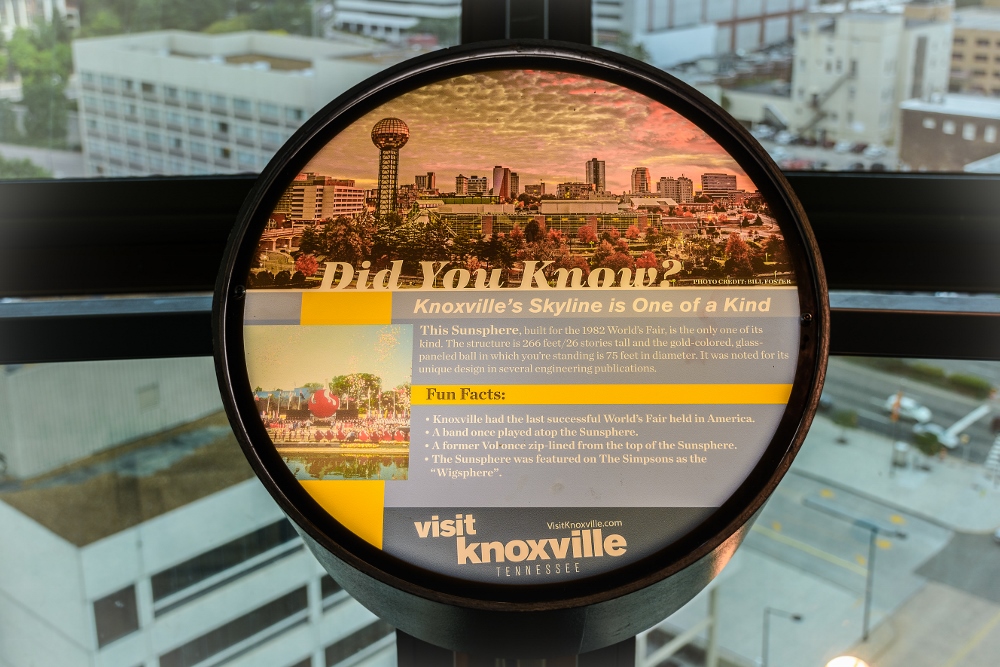 Did You Know?
PHOTO CREDIT: BILL FOSTER
Knoxville's Skyline is One of a Kind
This Sunsphere, built for the 1982 World's Fair, is the only one of its
kind. The structure is 266 feet/26 stories tall and the gold-colored, glass-
paneled ball in which you're standing is 75 feet in diameter. It was noted for its
unique design in several engineering publications.
Fun Facts:
• Knoxville had the last successful World's Fair held in America.
• A band once played atop the Sunsphere.
• A former Vol once zip-lined from the top of the Sunsphere.
• The Sunsphere was featured on The Simpsons as the
"Wigsphere".
visit
VisitKnoxville.com
knoxville
TENNESSEE